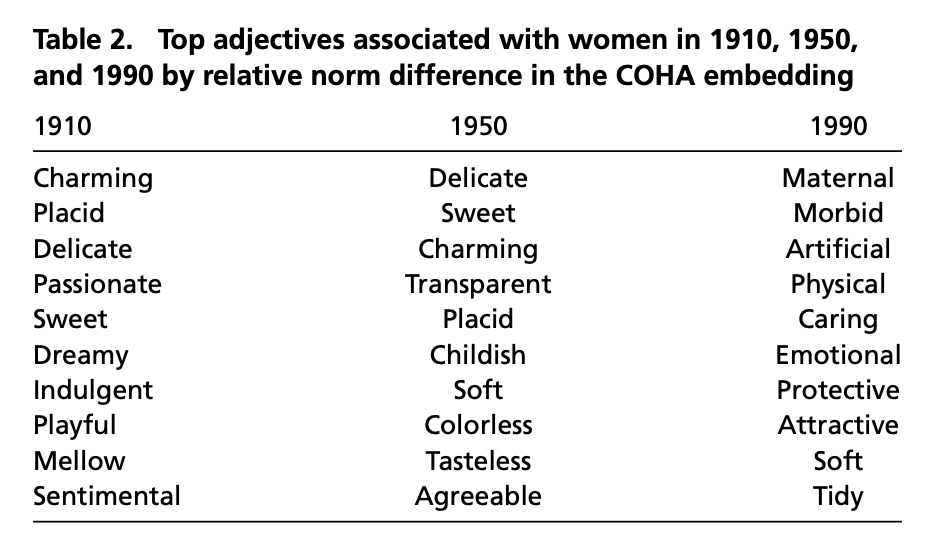 Table 2. Top adjectives associated with women in 1910, 1950,
and 1990 by relative norm difference in the COHA embedding
1910 1950 1990
Charming Delicate Maternal
Placid Sweet Morbid
Delicate Charming Artificial
Passionate Transparent Physical
Sweet Placid Caring
Dreamy Childish Emotional
Indulgent Soft Protective
Playful Colorless Attractive
Mellow Tasteless Soft
Sentimental Agreeable Tidy